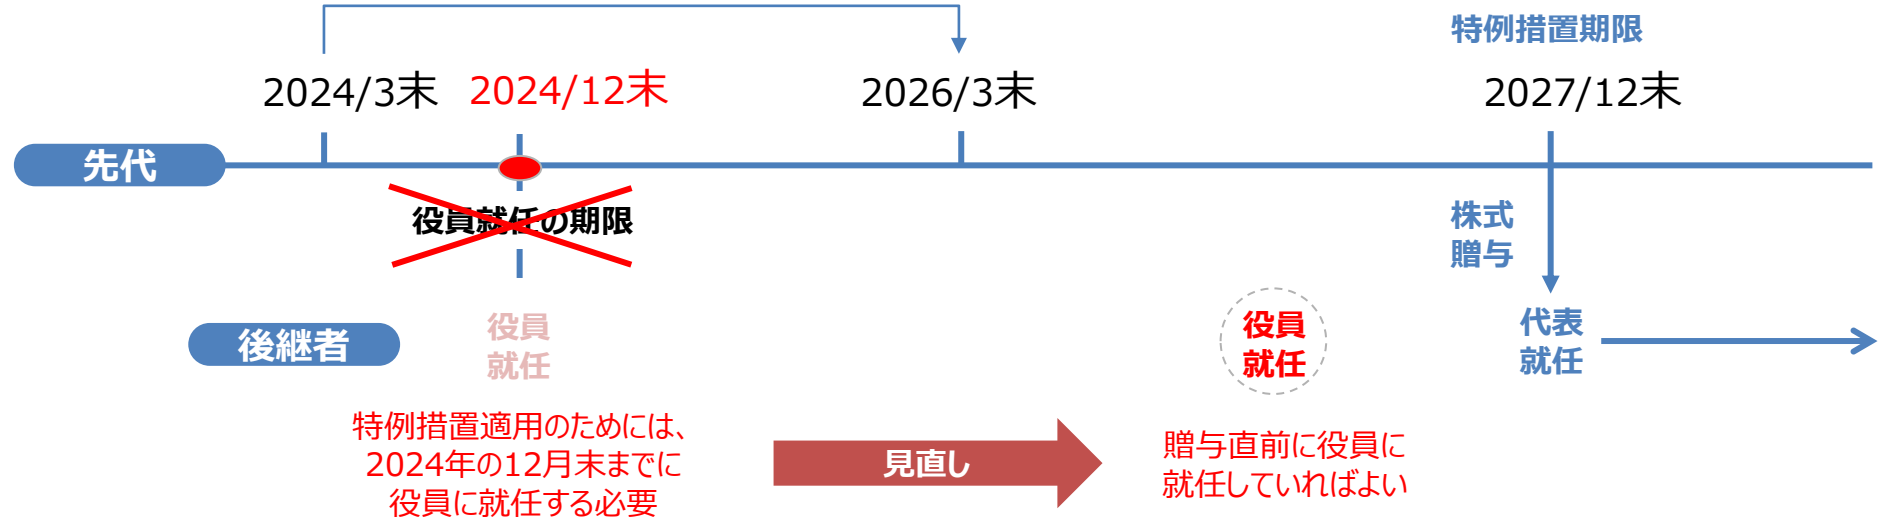 特例措置期限
2024/3末
2024/12末
2026/3末
2027/12末
先代
役員就任の期限
株式
贈与
後継者
役員
就任
役員
就任
代表
就任
特例措置適用のためには、
2024年の12月末までに
役員に就任する必要
見直し
贈与直前に役員に
就任していればよい